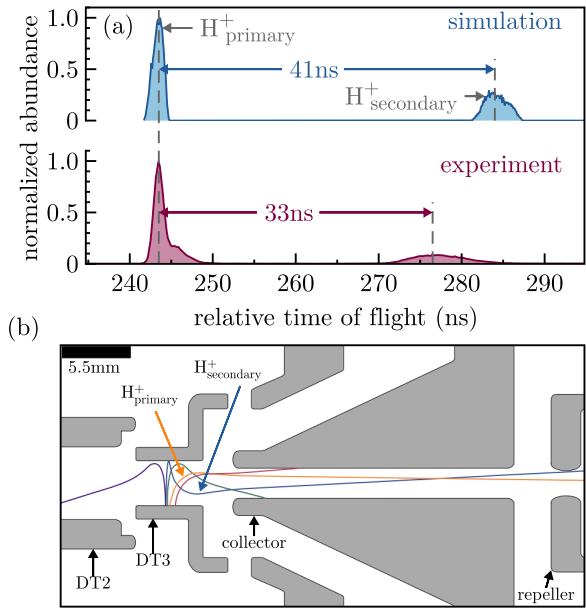 (a)
H⁺primary
simulation
41ns
H⁺secondary
normalized abundance
1.0
0.5
0
experiment
33ns
1.0
0.5
0
240 250 260 270 280 290
relative time of flight (ns)
(b)
5.5mm
H⁺secondary
H⁺primary
collector
DT3
DT2
repeller